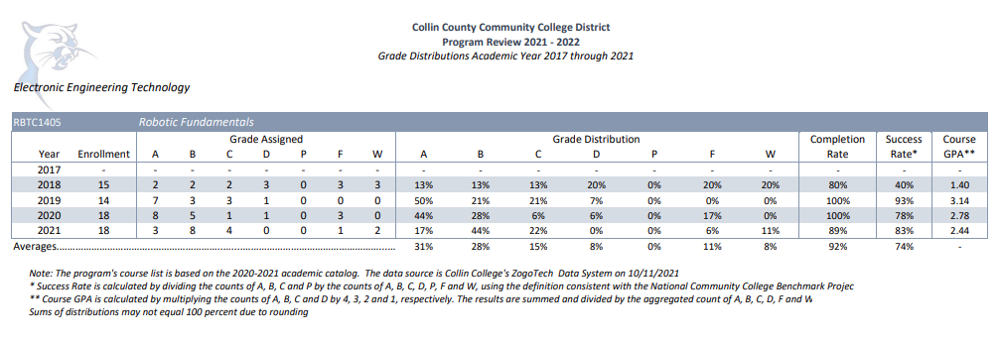 Collin County Community College District
Program Review 2021 - 2022
Grade Distributions Academic Year 2017 through 2021
Electronic Engineering Technology
RBTC1405 Robotic Fundamentals
Grade Assigned Grade Distribution Completion Success Course
Year Enrollment A B C D P F W A B C D P F W Rate Rate* GPA**
2017 - - - - - - - - - - - - - - - - - -
2018 15 2 2 2 3 0 3 3 13% 13% 13% 20% 0% 20% 20% 80% 40% 1.40
2019 14 7 3 3 1 0 0 0 50% 21% 21% 7% 0% 0% 0% 100% 93% 3.14
2020 18 8 5 1 1 0 3 0 44% 28% 6% 6% 0% 17% 0% 100% 78% 2.78
2021 18 3 8 4 0 0 1 2 17% 44% 22% 0% 0% 6% 11% 89% 83% 2.44
Averages........................................................................ 31% 28% 15% 8% 0% 11% 8% 92% 74% -
Note: The program's course list is based on the 2020-2021 academic catalog. The data source is Collin College's ZogoTech Data System on 10/11/2021
* Success Rate is calculated by dividing the counts of A, B, C and P by the counts of A, B, C, D, P, F and W, using the definition consistent with the National Community College Benchmark Projec
** Course GPA is calculated by multiplying the counts of A, B, C and D by 4, 3, 2 and 1, respectively. The results are summed and divided by the aggregated count of A, B, C, D, F and W
Sums of distributions may not equal 100 percent due to rounding